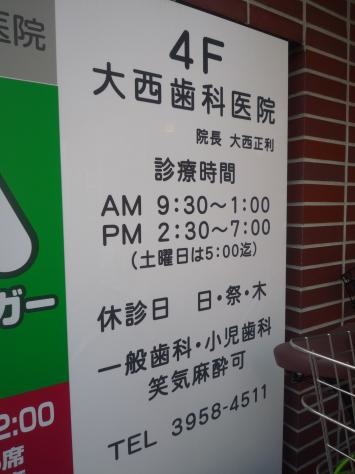 医院
4F
大西歯科医院
院長 大西正利
診療時間
AM 9:30〜1:00
PM 2:30〜7:00
(土曜日は5:00迄)
休診日 日・祭・木
一般歯科・小児歯科
笑気麻酔可
TEL 3958-4511
ガー
2:00
席